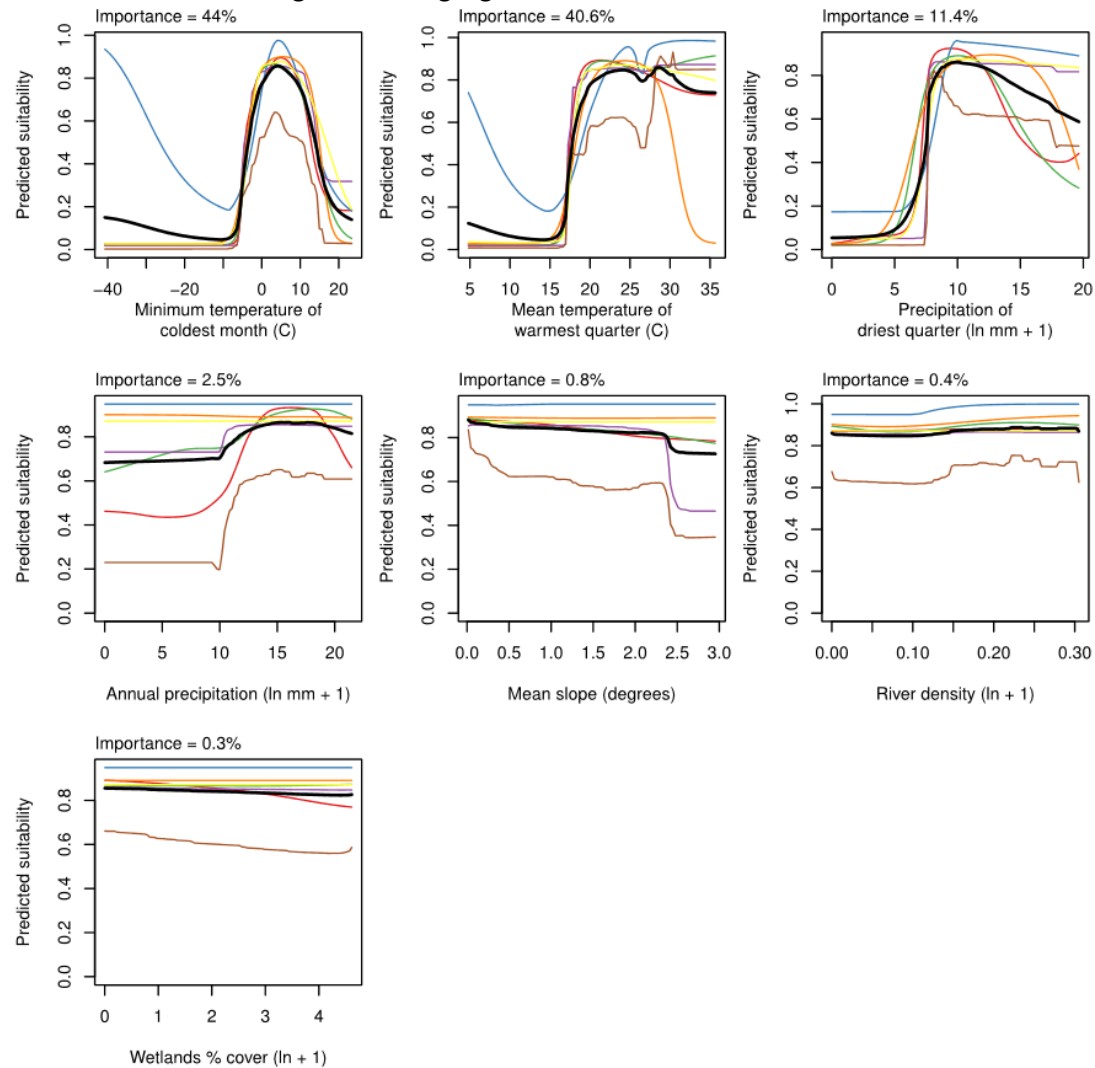 Importance = 44%
Predicted suitability
0.0 0.2 0.4 0.6 0.8 1.0
−40 −20 0 10 20
Minimum temperature of
coldest month (C)
Importance = 40.6%
Predicted suitability
0.0 0.2 0.4 0.6 0.8 1.0
5 10 15 20 25 30 35
Mean temperature of
warmest quarter (C)
Importance = 11.4%
Predicted suitability
0.0 0.2 0.4 0.6 0.8 1.0
0 5 10 15 20
Precipitation of
driest quarter (ln mm + 1)
Importance = 2.5%
Predicted suitability
0.0 0.2 0.4 0.6 0.8
0 5 10 15 20
Annual precipitation (ln mm + 1)
Importance = 0.8%
Predicted suitability
0.0 0.2 0.4 0.6 0.8
0.0 0.5 1.0 1.5 2.0 2.5 3.0
Mean slope (degrees)
Importance = 0.4%
Predicted suitability
0.0 0.2 0.4 0.6 0.8 1.0
0.00 0.10 0.20 0.30
River density (ln + 1)
Importance = 0.3%
Predicted suitability
0.0 0.2 0.4 0.6 0.8
0 1 2 3 4
Wetlands % cover (ln + 1)